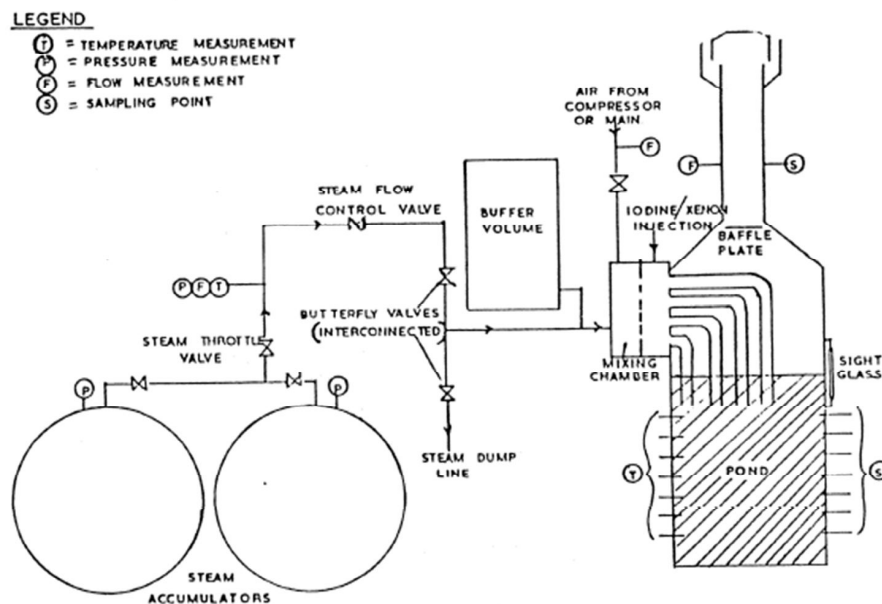 LEGEND
Ⓣ = TEMPERATURE MEASUREMENT
Ⓟ = PRESSURE MEASUREMENT
Ⓕ = FLOW MEASUREMENT
Ⓢ = SAMPLING POINT
AIR FROM
COMPRESSOR
OR MAIN
F
F
S
STEAM FLOW
CONTROL VALVE
BUFFER
VOLUME
IODINE/XENON
INJECTION
BAFFLE
PLATE
P F T
BUTTERFLY VALVES
(INTERCONNECTED)
STEAM THROTTLE
VALVE
MIXING
CHAMBER
SIGHT
GLASS
P
P
STEAM DUMP
LINE
T
POND
S
STEAM
ACCUMULATORS